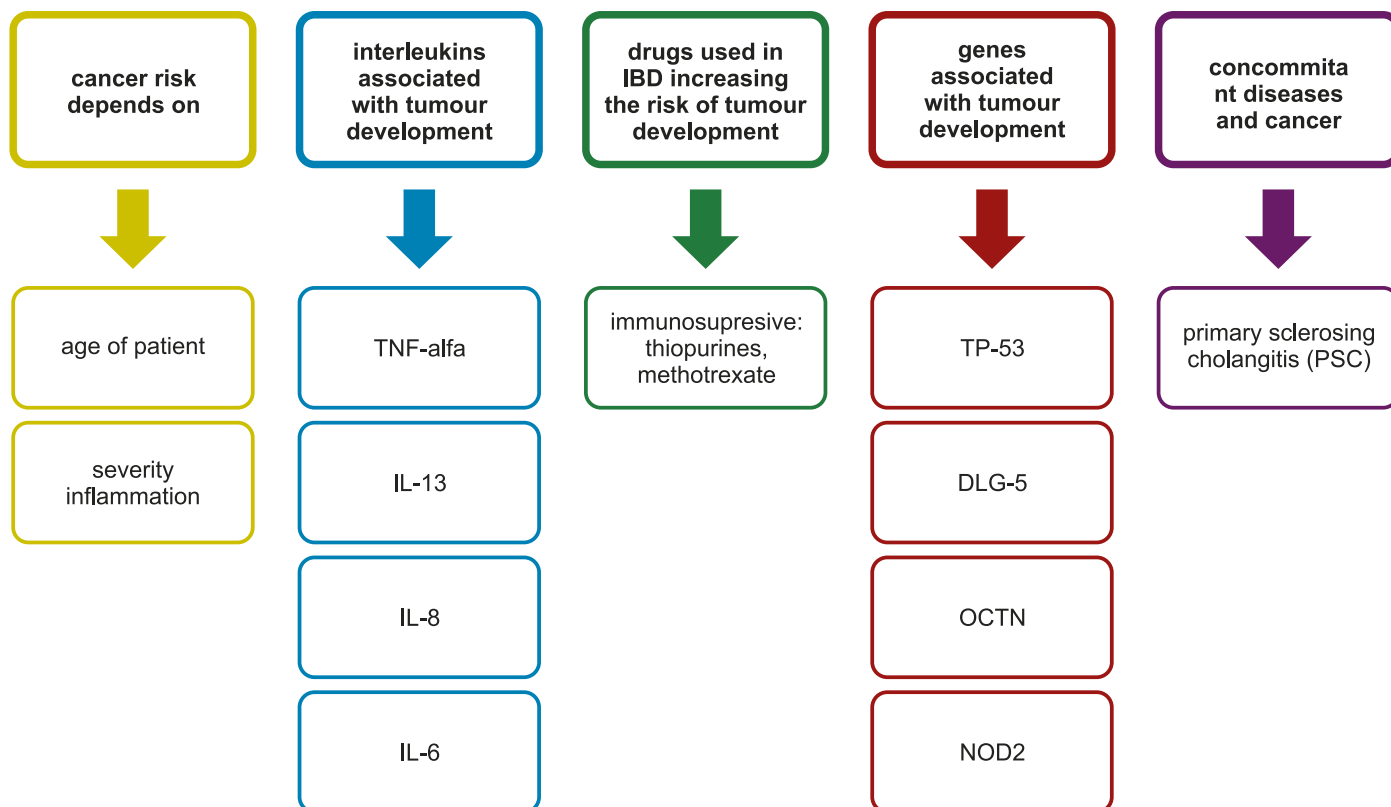 cancer risk
depends on
interleukins
associated
with tumour
development
drugs used in
IBD increasing
the risk of tumour
development
genes
associated
with tumour
development
concommita
nt diseases
and cancer
age of patient
TNF-alfa
immunosupresive:
thiopurines,
methotrexate
TP-53
primary sclerosing
cholangitis (PSC)
severity
inflammation
IL-13
DLG-5
IL-8
OCTN
IL-6
NOD2